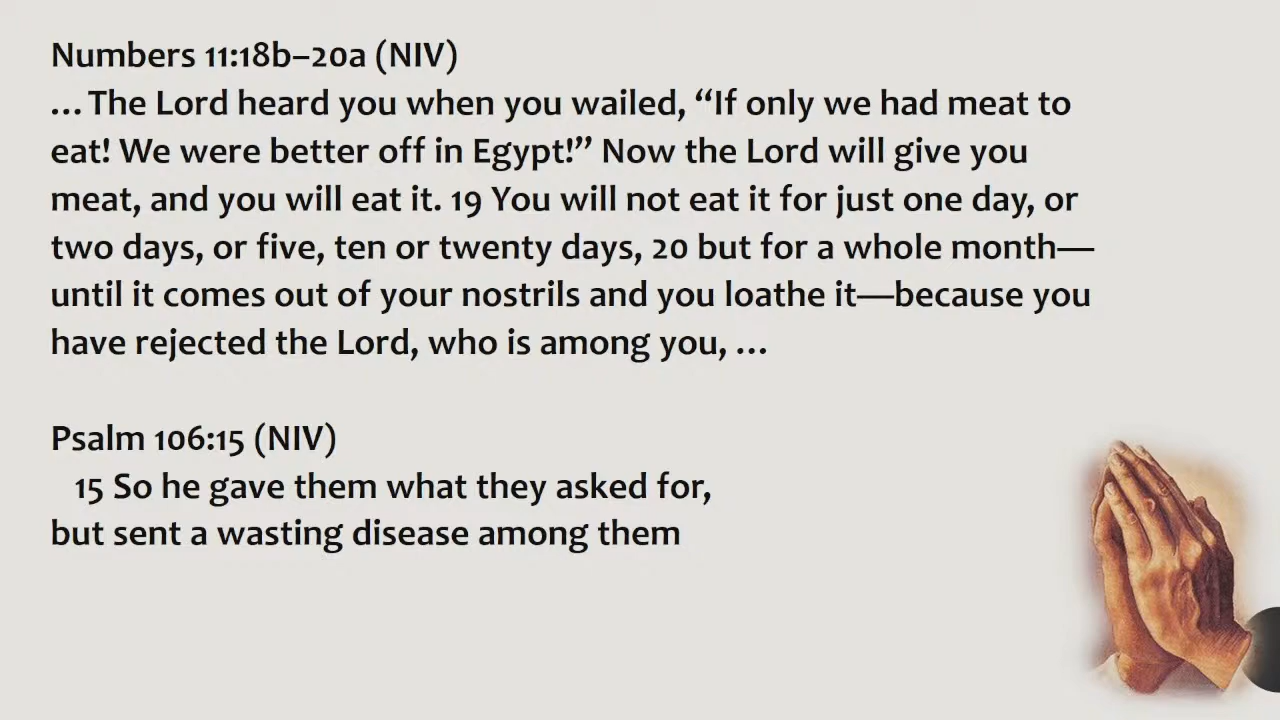 Numbers 11:18b–20a (NIV)
…The Lord heard you when you wailed, “If only we had meat to
eat! We were better off in Egypt!” Now the Lord will give you
meat, and you will eat it. 19 You will not eat it for just one day, or
two days, or five, ten or twenty days, 20 but for a whole month—
until it comes out of your nostrils and you loathe it—because you
have rejected the Lord, who is among you, …
Psalm 106:15 (NIV)
15 So he gave them what they asked for,
but sent a wasting disease among them